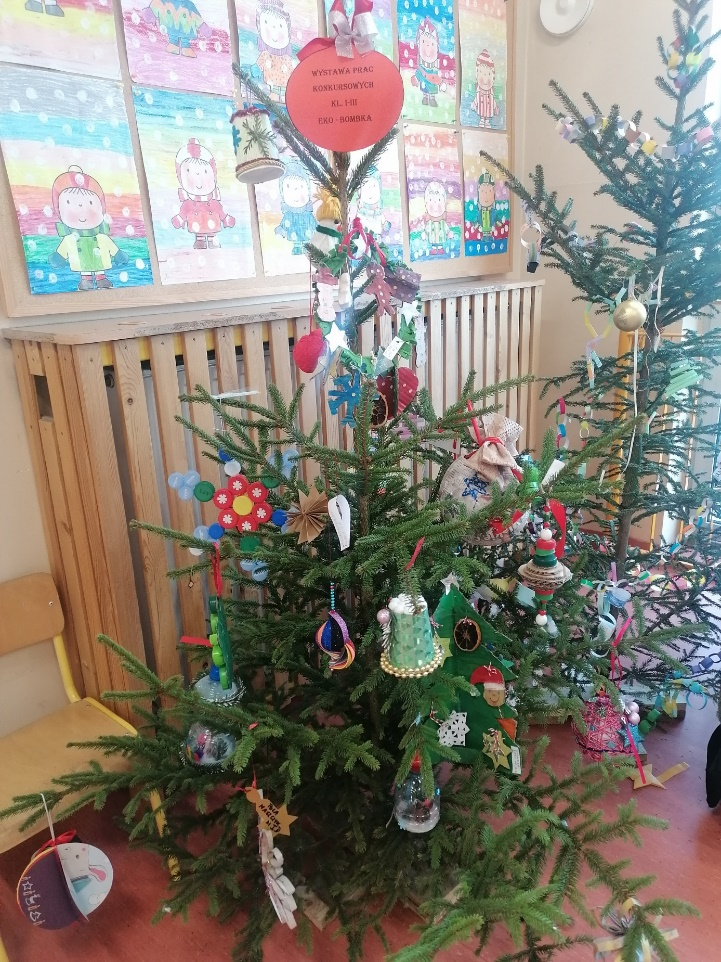 WYSTAWA PRAC
KONKURSOWYCH
KL. I-III
EKO - BOMBKA